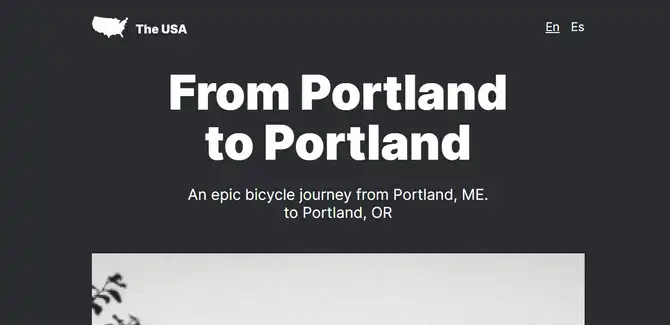 The USA
En Es
From Portland
to Portland
An epic bicycle journey from Portland, ME.
to Portland, OR